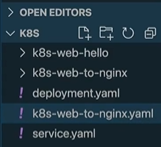 OPEN EDITORS
K8S
k8s-web-hello
k8s-web-to-nginx
! deployment.yaml
! k8s-web-to-nginx.yaml
! service.yaml